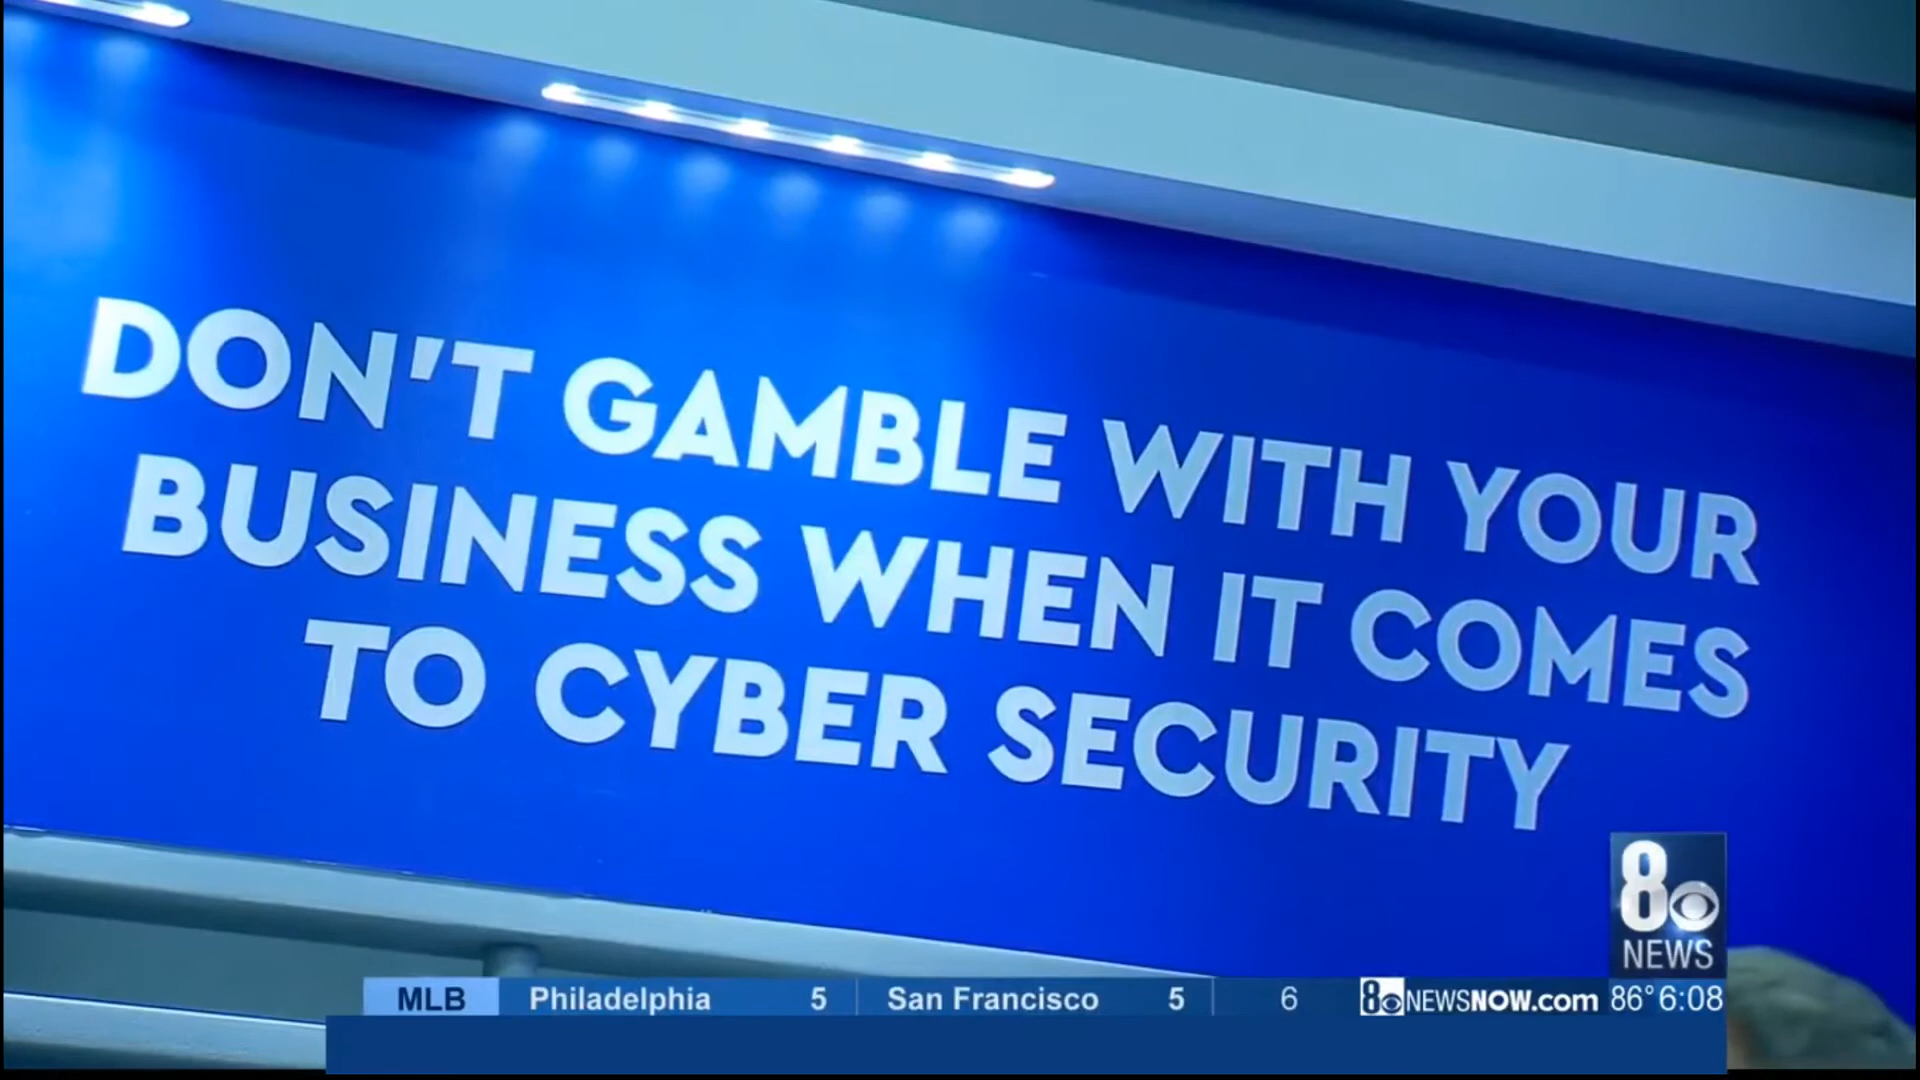 DON'T GAMBLE WITH YOUR
BUSINESS WHEN IT COMES
TO CYBER SECURITY
8
NEWS
MLB Philadelphia 5 San Francisco 5 6 8NEWSNOW.com 86° 6:08